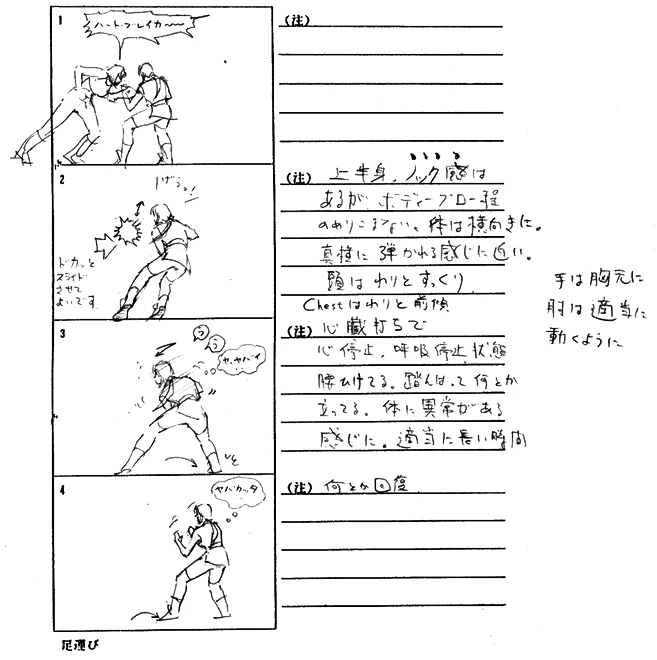 1
ハートブレイカ〜〜
(注)
2
ドカッと
スライド
させて
よいです。
(注) 上半身、ノック感は
あるが、ボディーブロー程
のめりこまない。体は横向きに。
真横に弾かれる感じに近い。
頭はわりとすっくり
Chestはわりと前傾
手は胸元に
肘は適当に
動くように
3
うう
ヤ、ヤバイ
(注) 心臓打ちで
心停止、呼吸停止状態
腰ひけてる。踏んばって何とか
立ってる。体に異常がある
感じに。適当に長い時間
4
ヤバカッタ
(注) 何とか回復
足運び